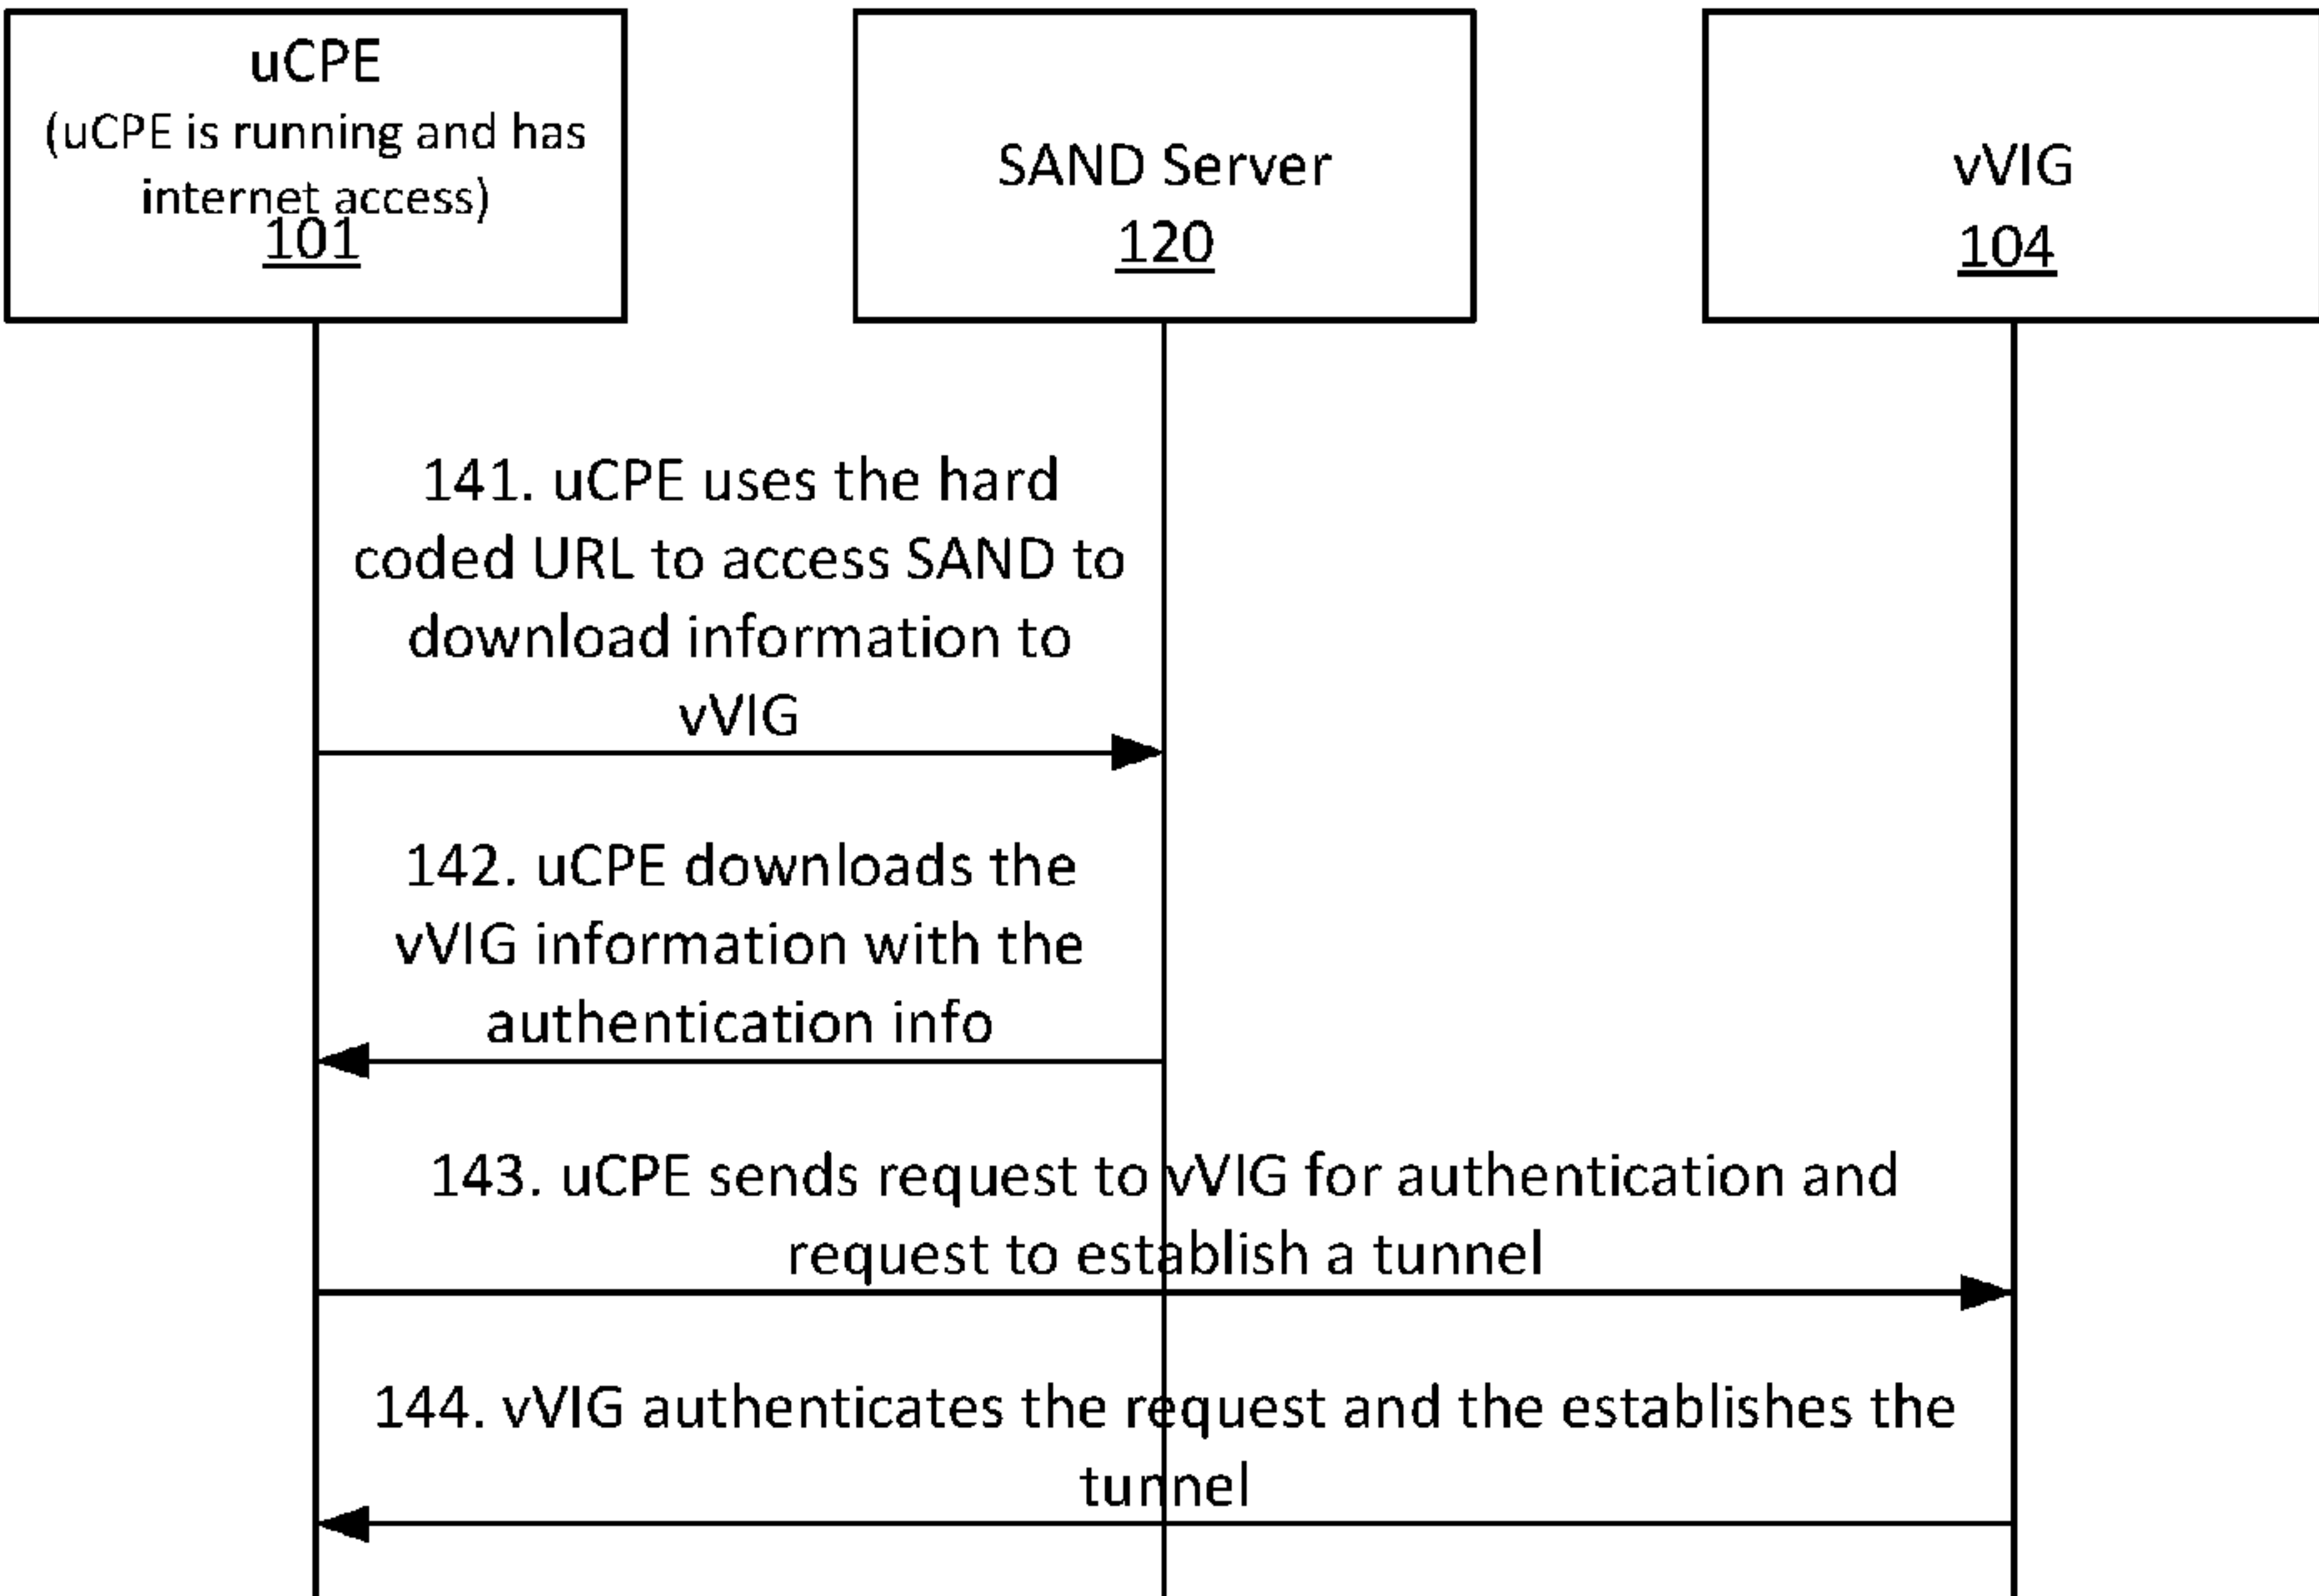 uCPE
(uCPE is running and has
internet access)
101
SAND Server
120
vVIG
104
141. uCPE uses the hard
coded URL to access SAND to
download information to
vVIG
142. uCPE downloads the
vVIG information with the
authentication info
143. uCPE sends request to vVIG for authentication and
request to establish a tunnel
144. vVIG authenticates the request and the establishes the
tunnel